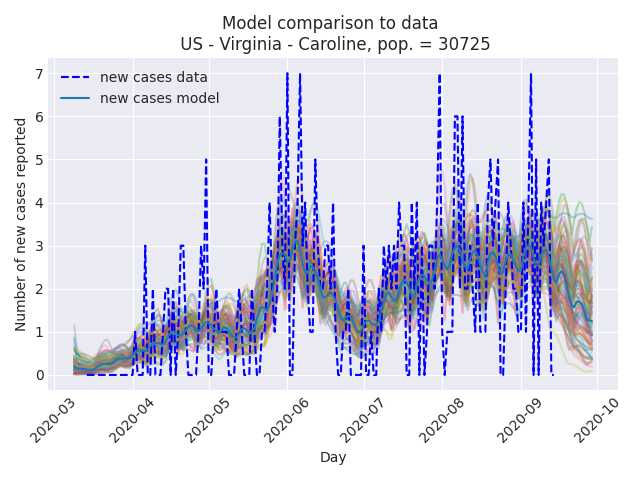 Model comparison to data
US - Virginia - Caroline, pop. = 30725
new cases data
new cases model
Number of new cases reported
7
6
5
4
3
2
1
0
2020-03
2020-04
2020-05
2020-06
2020-07
2020-08
2020-09
2020-10
Day